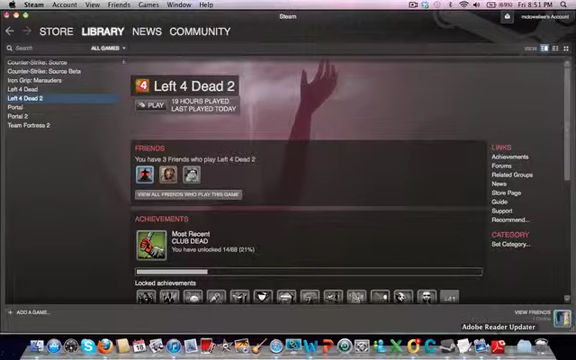 Steam Account View Friends Games Window Help
Fri 8:51 PM
Steam
STORE LIBRARY NEWS COMMUNITY
Search
ALL GAMES
VIEW
Counter-Strike: Source
Counter-Strike: Source Beta
Iron Grip: Marauders
Left 4 Dead
Left 4 Dead 2
Portal
Portal 2
Team Fortress 2
Left 4 Dead 2
PLAY
19 HOURS PLAYED
LAST PLAYED TODAY
FRIENDS
You have 3 Friends who play Left 4 Dead 2
VIEW ALL FRIENDS WHO PLAY THIS GAME
ACHIEVEMENTS
Most Recent
CLUB DEAD
You have unlocked 14/68 (21%)
Locked achievements
LINKS
Achievements
Forums
Related Groups
News
Store Page
Guide
Support
Recommend...
CATEGORY
Set Category...
ADD A GAME...
VIEW FRIENDS
Adobe Reader Updater